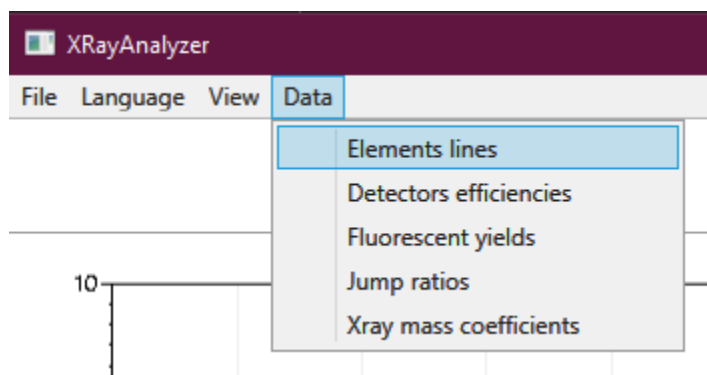 XRayAnalyzer
File Language View Data
Elements lines
Detectors efficiencies
Fluorescent yields
Jump ratios
Xray mass coefficients
10